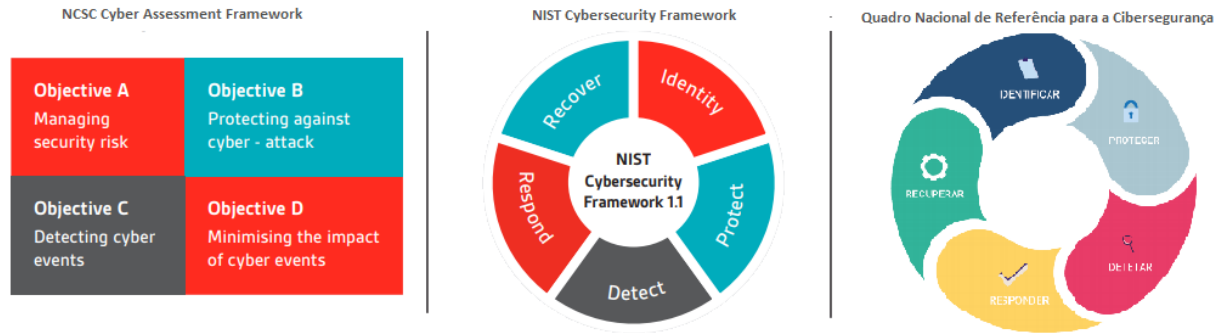 NCSC Cyber Assessment Framework
Objective A
Managing
security risk
Objective B
Protecting against
cyber - attack
Objective C
Detecting cyber
events
Objective D
Minimising the impact
of cyber events
NIST Cybersecurity Framework
Identity
Protect
Detect
Respond
Recover
NIST
Cybersecurity
Framework 1.1
Quadro Nacional de Referência para a Cibersegurança
IDENTIFICAR
PROTEGER
DETETAR
RESPONDER
RECUPERAR